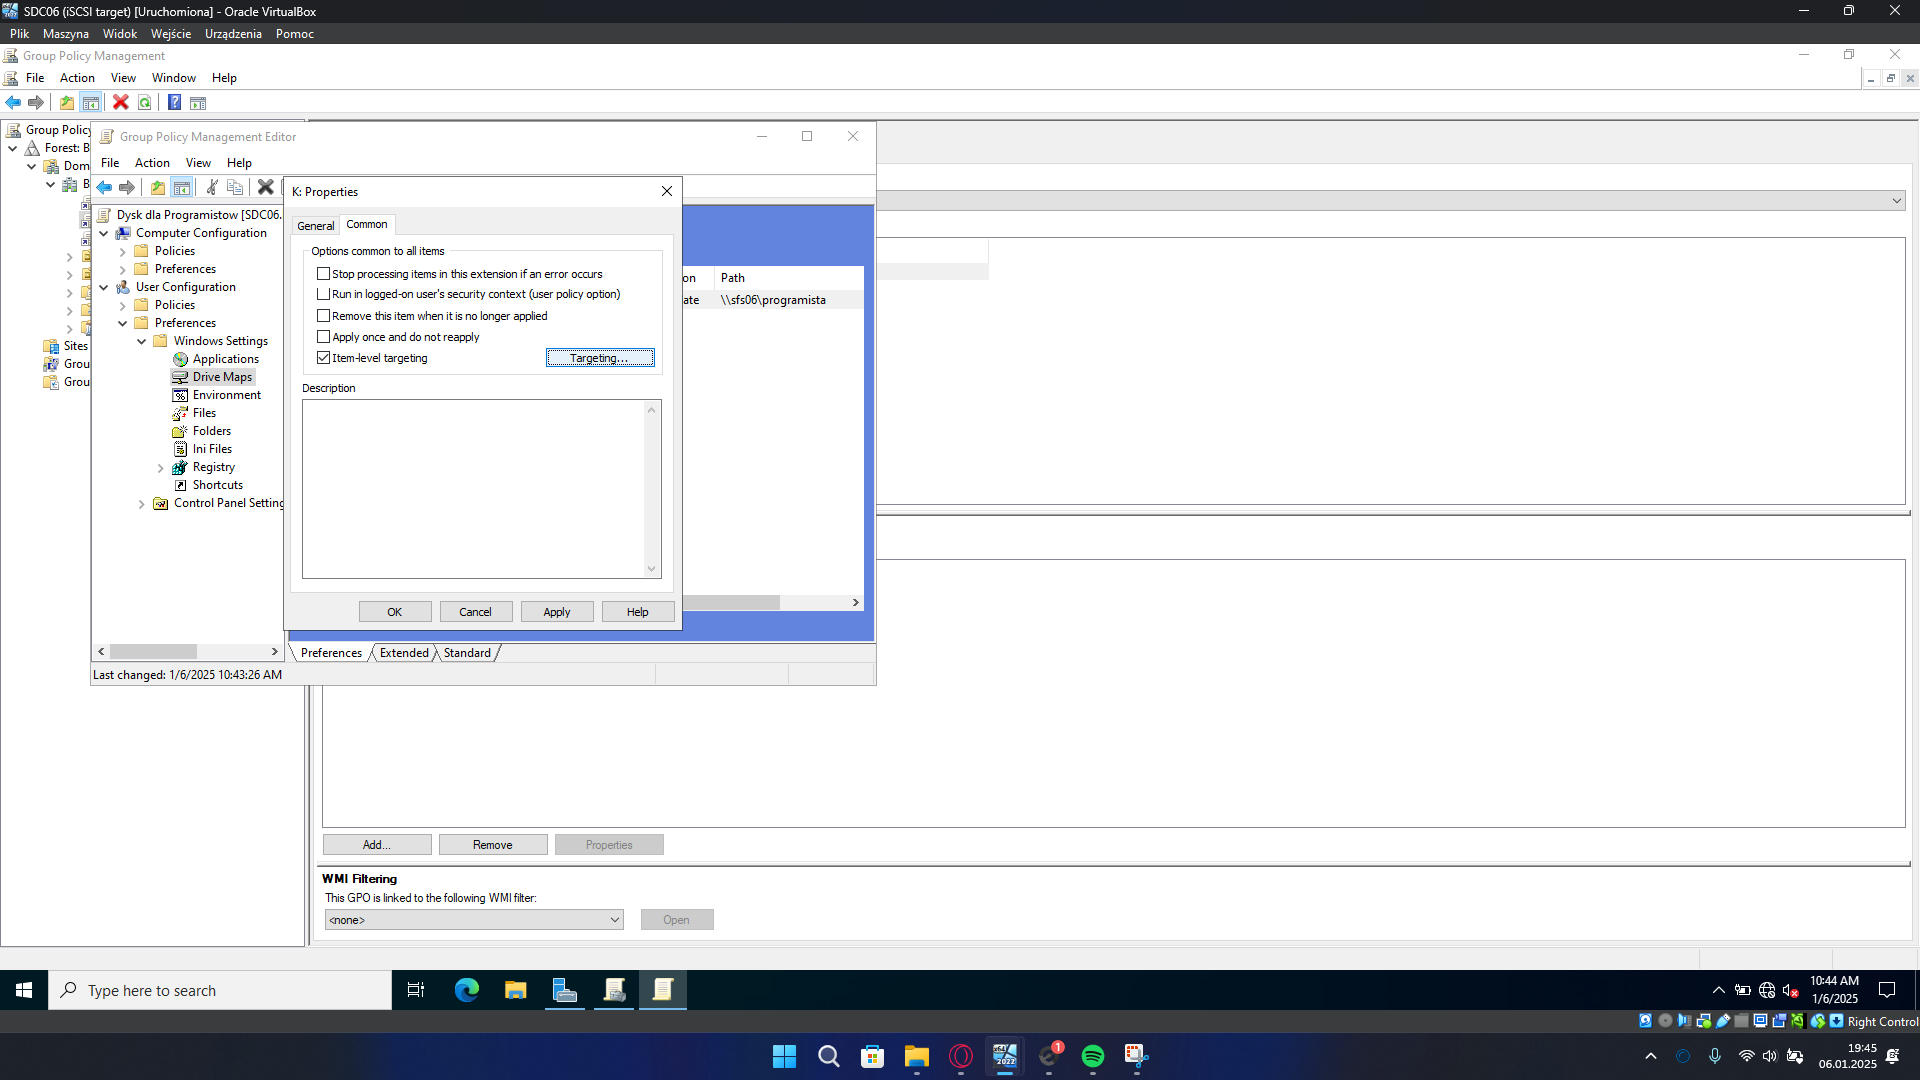 SDC06 (iSCSI target) [Uruchomiona] - Oracle VirtualBox
Plik Maszyna Widok Wejście Urządzenia Pomoc
Group Policy Management
File Action View Window Help
Group Policy
Forest: B
Dom
B
Sites
Grou
Grou
Group Policy Management Editor
File Action View Help
Dysk dla Programistow [SDC06.
Computer Configuration
Policies
Preferences
User Configuration
Policies
Preferences
Windows Settings
Applications
Drive Maps
Environment
Files
Folders
Ini Files
Registry
Shortcuts
Control Panel Setting
K: Properties
General Common
Options common to all items
Stop processing items in this extension if an error occurs
Run in logged-on user's security context (user policy option)
Remove this item when it is no longer applied
Apply once and do not reapply
Item-level targeting
Targeting...
Description
OK Cancel Apply Help
on Path
ate \\sfs06\programista
Preferences Extended Standard
Last changed: 1/6/2025 10:43:26 AM
Add... Remove Properties
WMI Filtering
This GPO is linked to the following WMI filter:
<none>
Open
Type here to search
10:44 AM
1/6/2025
Right Control
x64
2022
1
19:45
06.01.2025